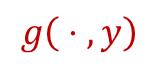 g( · , y)